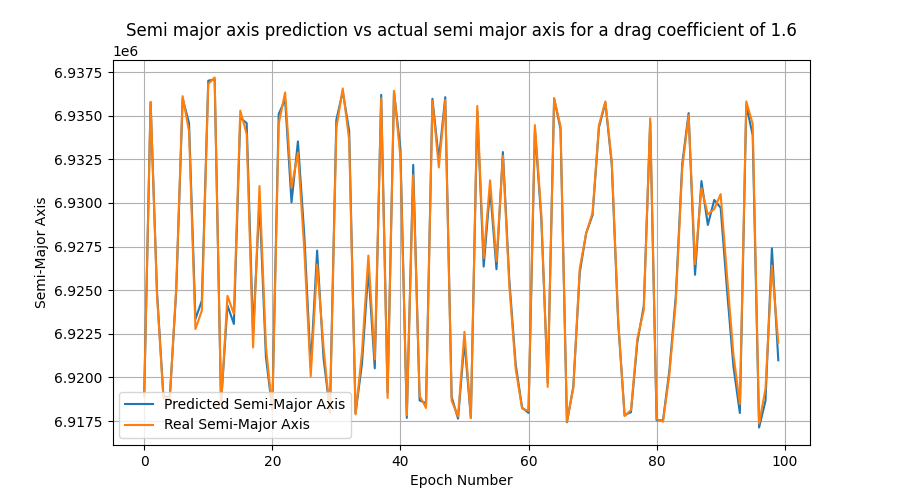 Semi major axis prediction vs actual semi major axis for a drag coefficient of 1.6
1e6
6.9375
6.9350
6.9325
6.9300
6.9275
6.9250
6.9225
6.9200
6.9175
Semi-Major Axis
Predicted Semi-Major Axis
Real Semi-Major Axis
0 20 40 60 80 100
Epoch Number